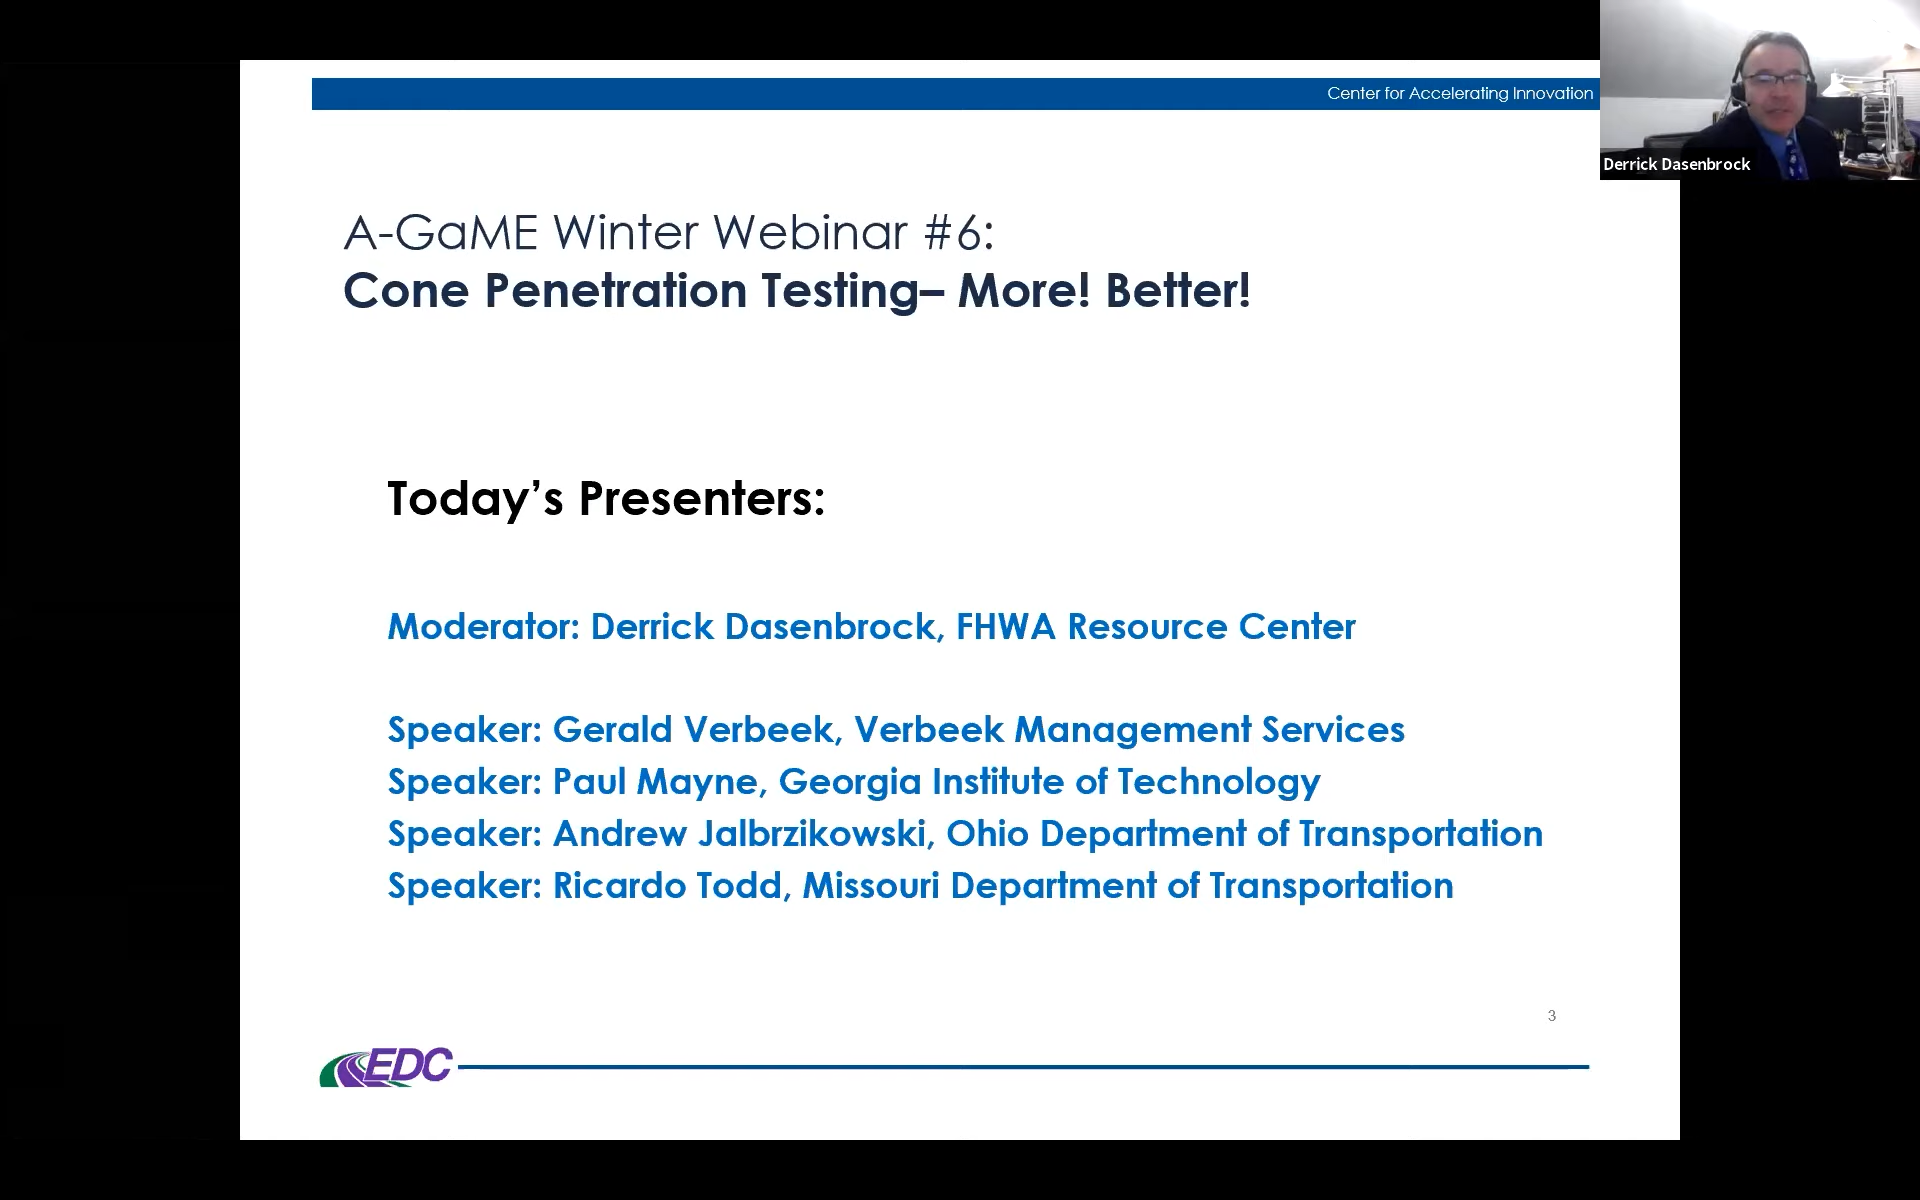 Center for Accelerating Innovation
Derrick Dasenbrock
A-GaME Winter Webinar #6:
Cone Penetration Testing– More! Better!
Today’s Presenters:
Moderator: Derrick Dasenbrock, FHWA Resource Center
Speaker: Gerald Verbeek, Verbeek Management Services
Speaker: Paul Mayne, Georgia Institute of Technology
Speaker: Andrew Jalbrzikowski, Ohio Department of Transportation
Speaker: Ricardo Todd, Missouri Department of Transportation
3
EDC